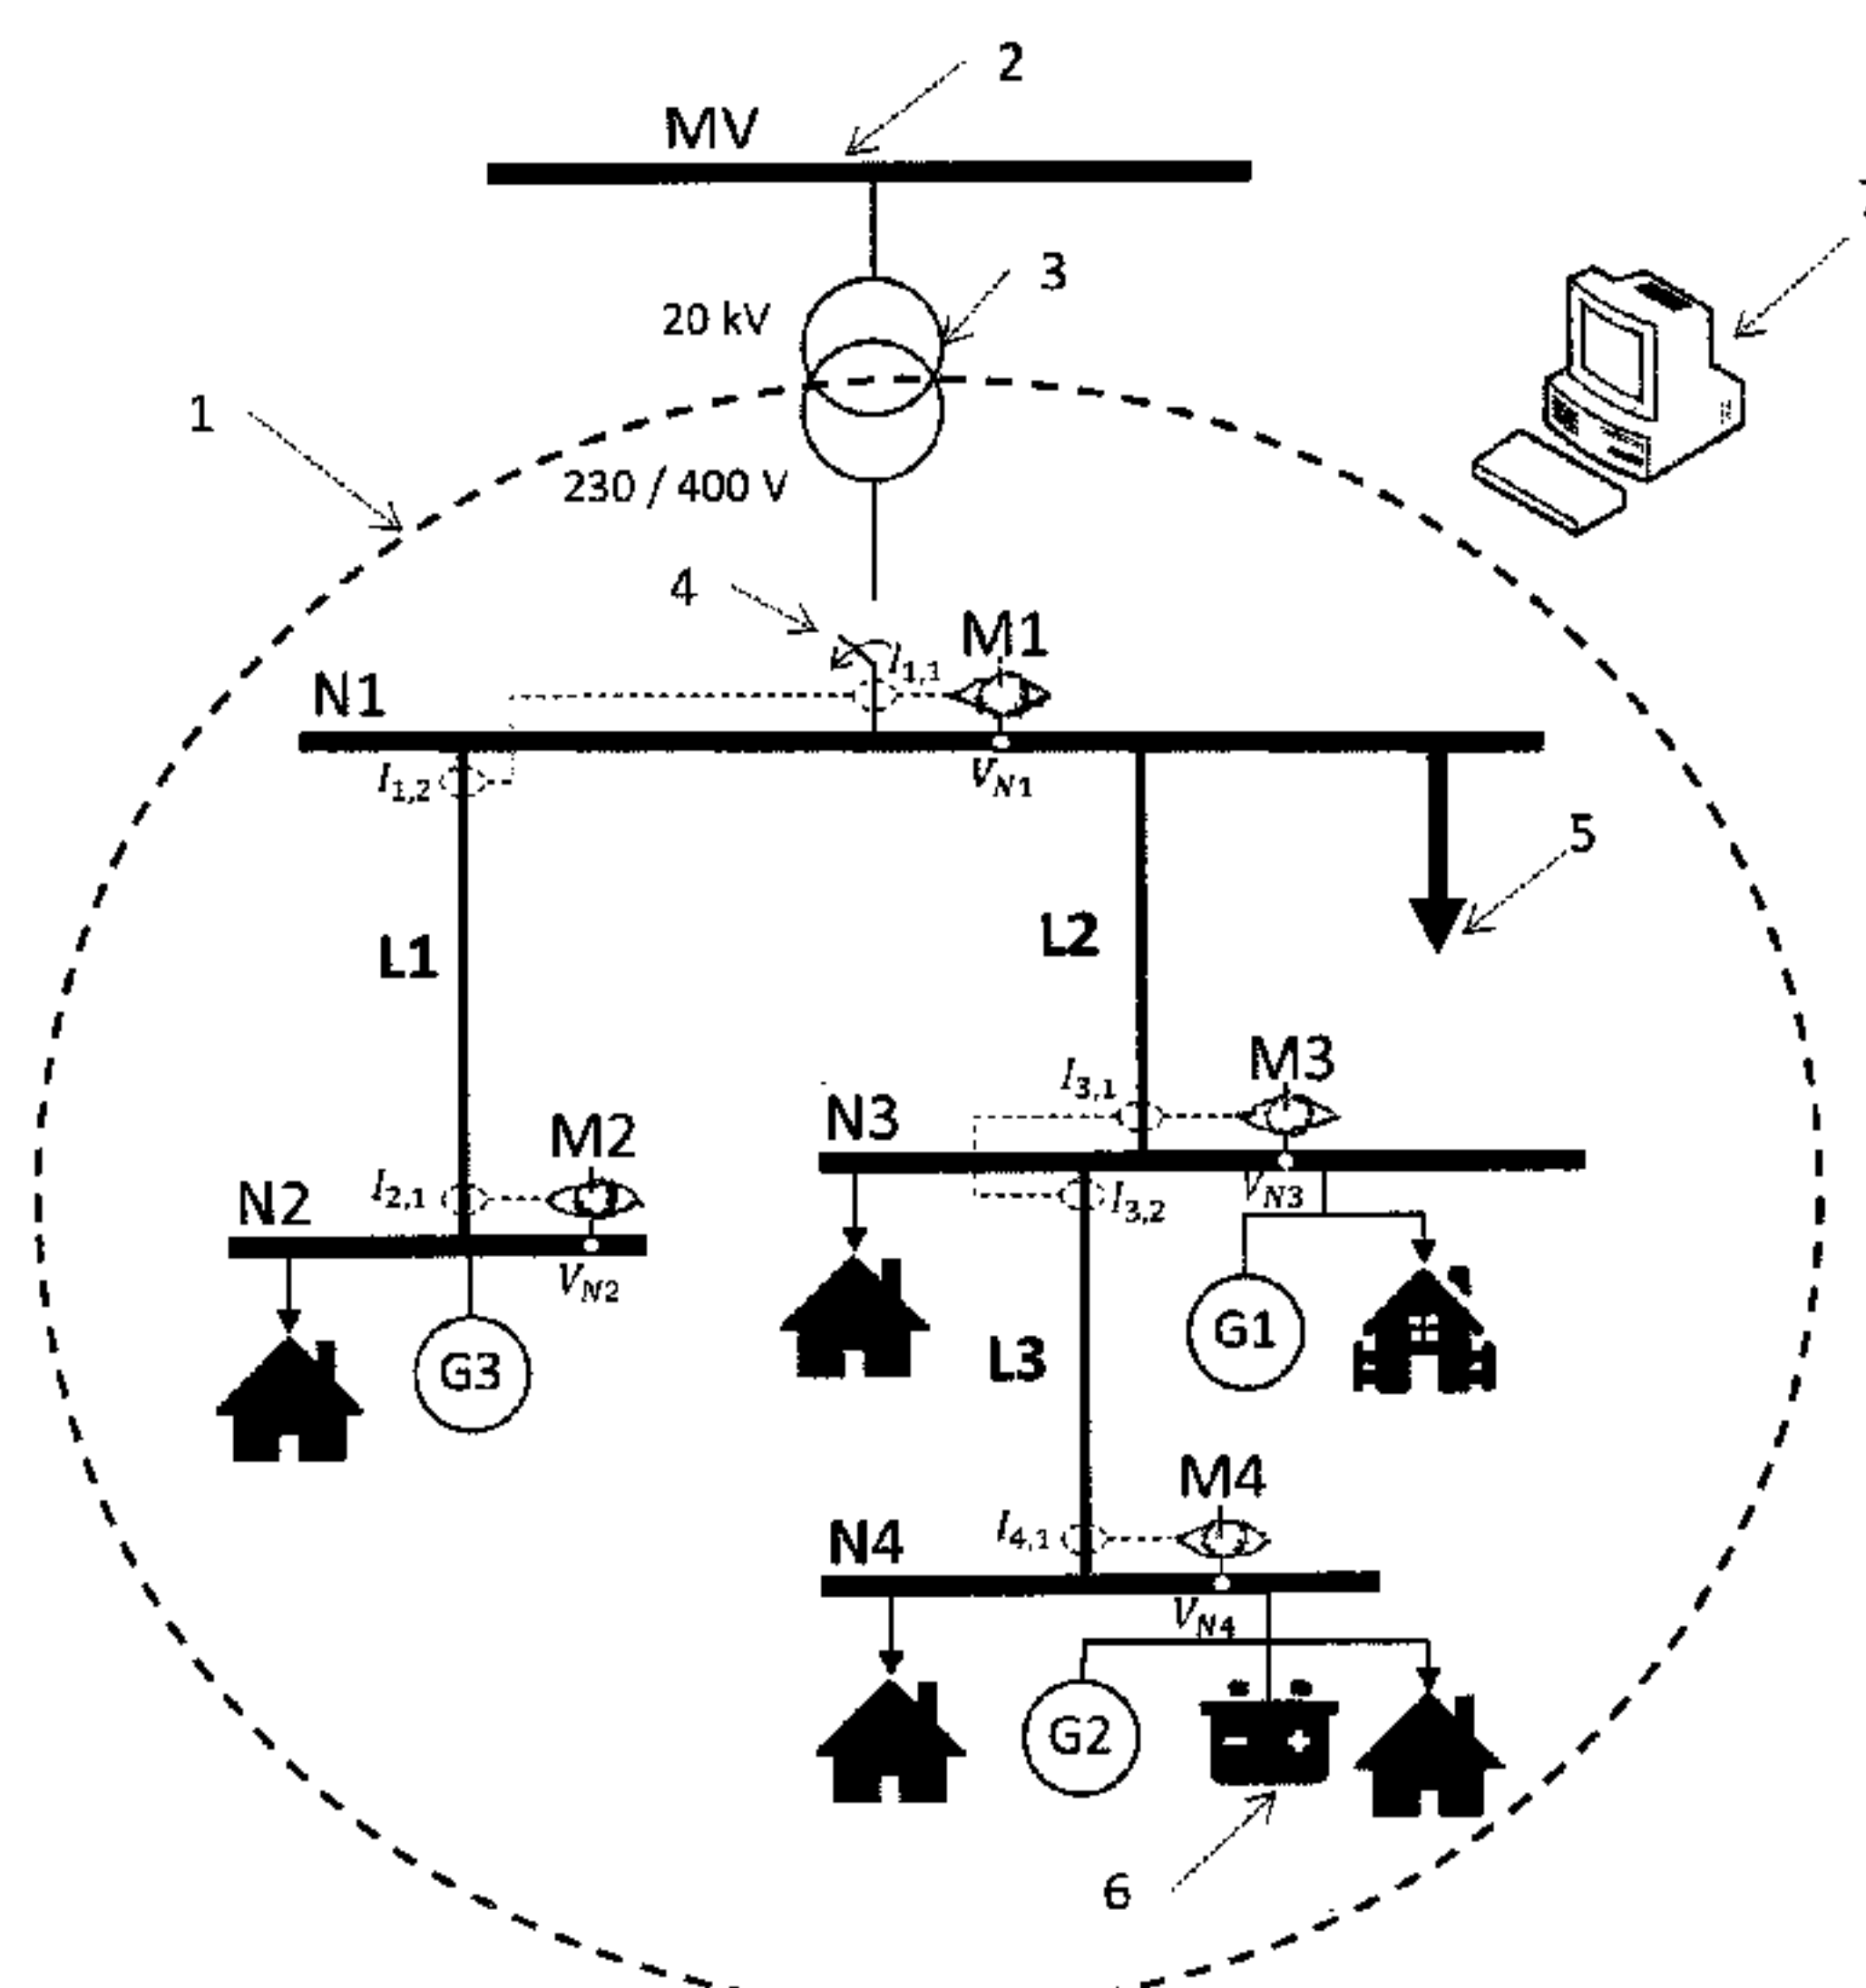 2
MV
7
3
20 kV
1
230 / 400 V
4
M1
I1,1
N1
I1,2
VN1
5
L2
L1
M3
I3,1
N3
M2
I2,1
N2
VN3
I3,2
VN2
G1
L3
G3
M4
I4,1
N4
VN4
G2
6